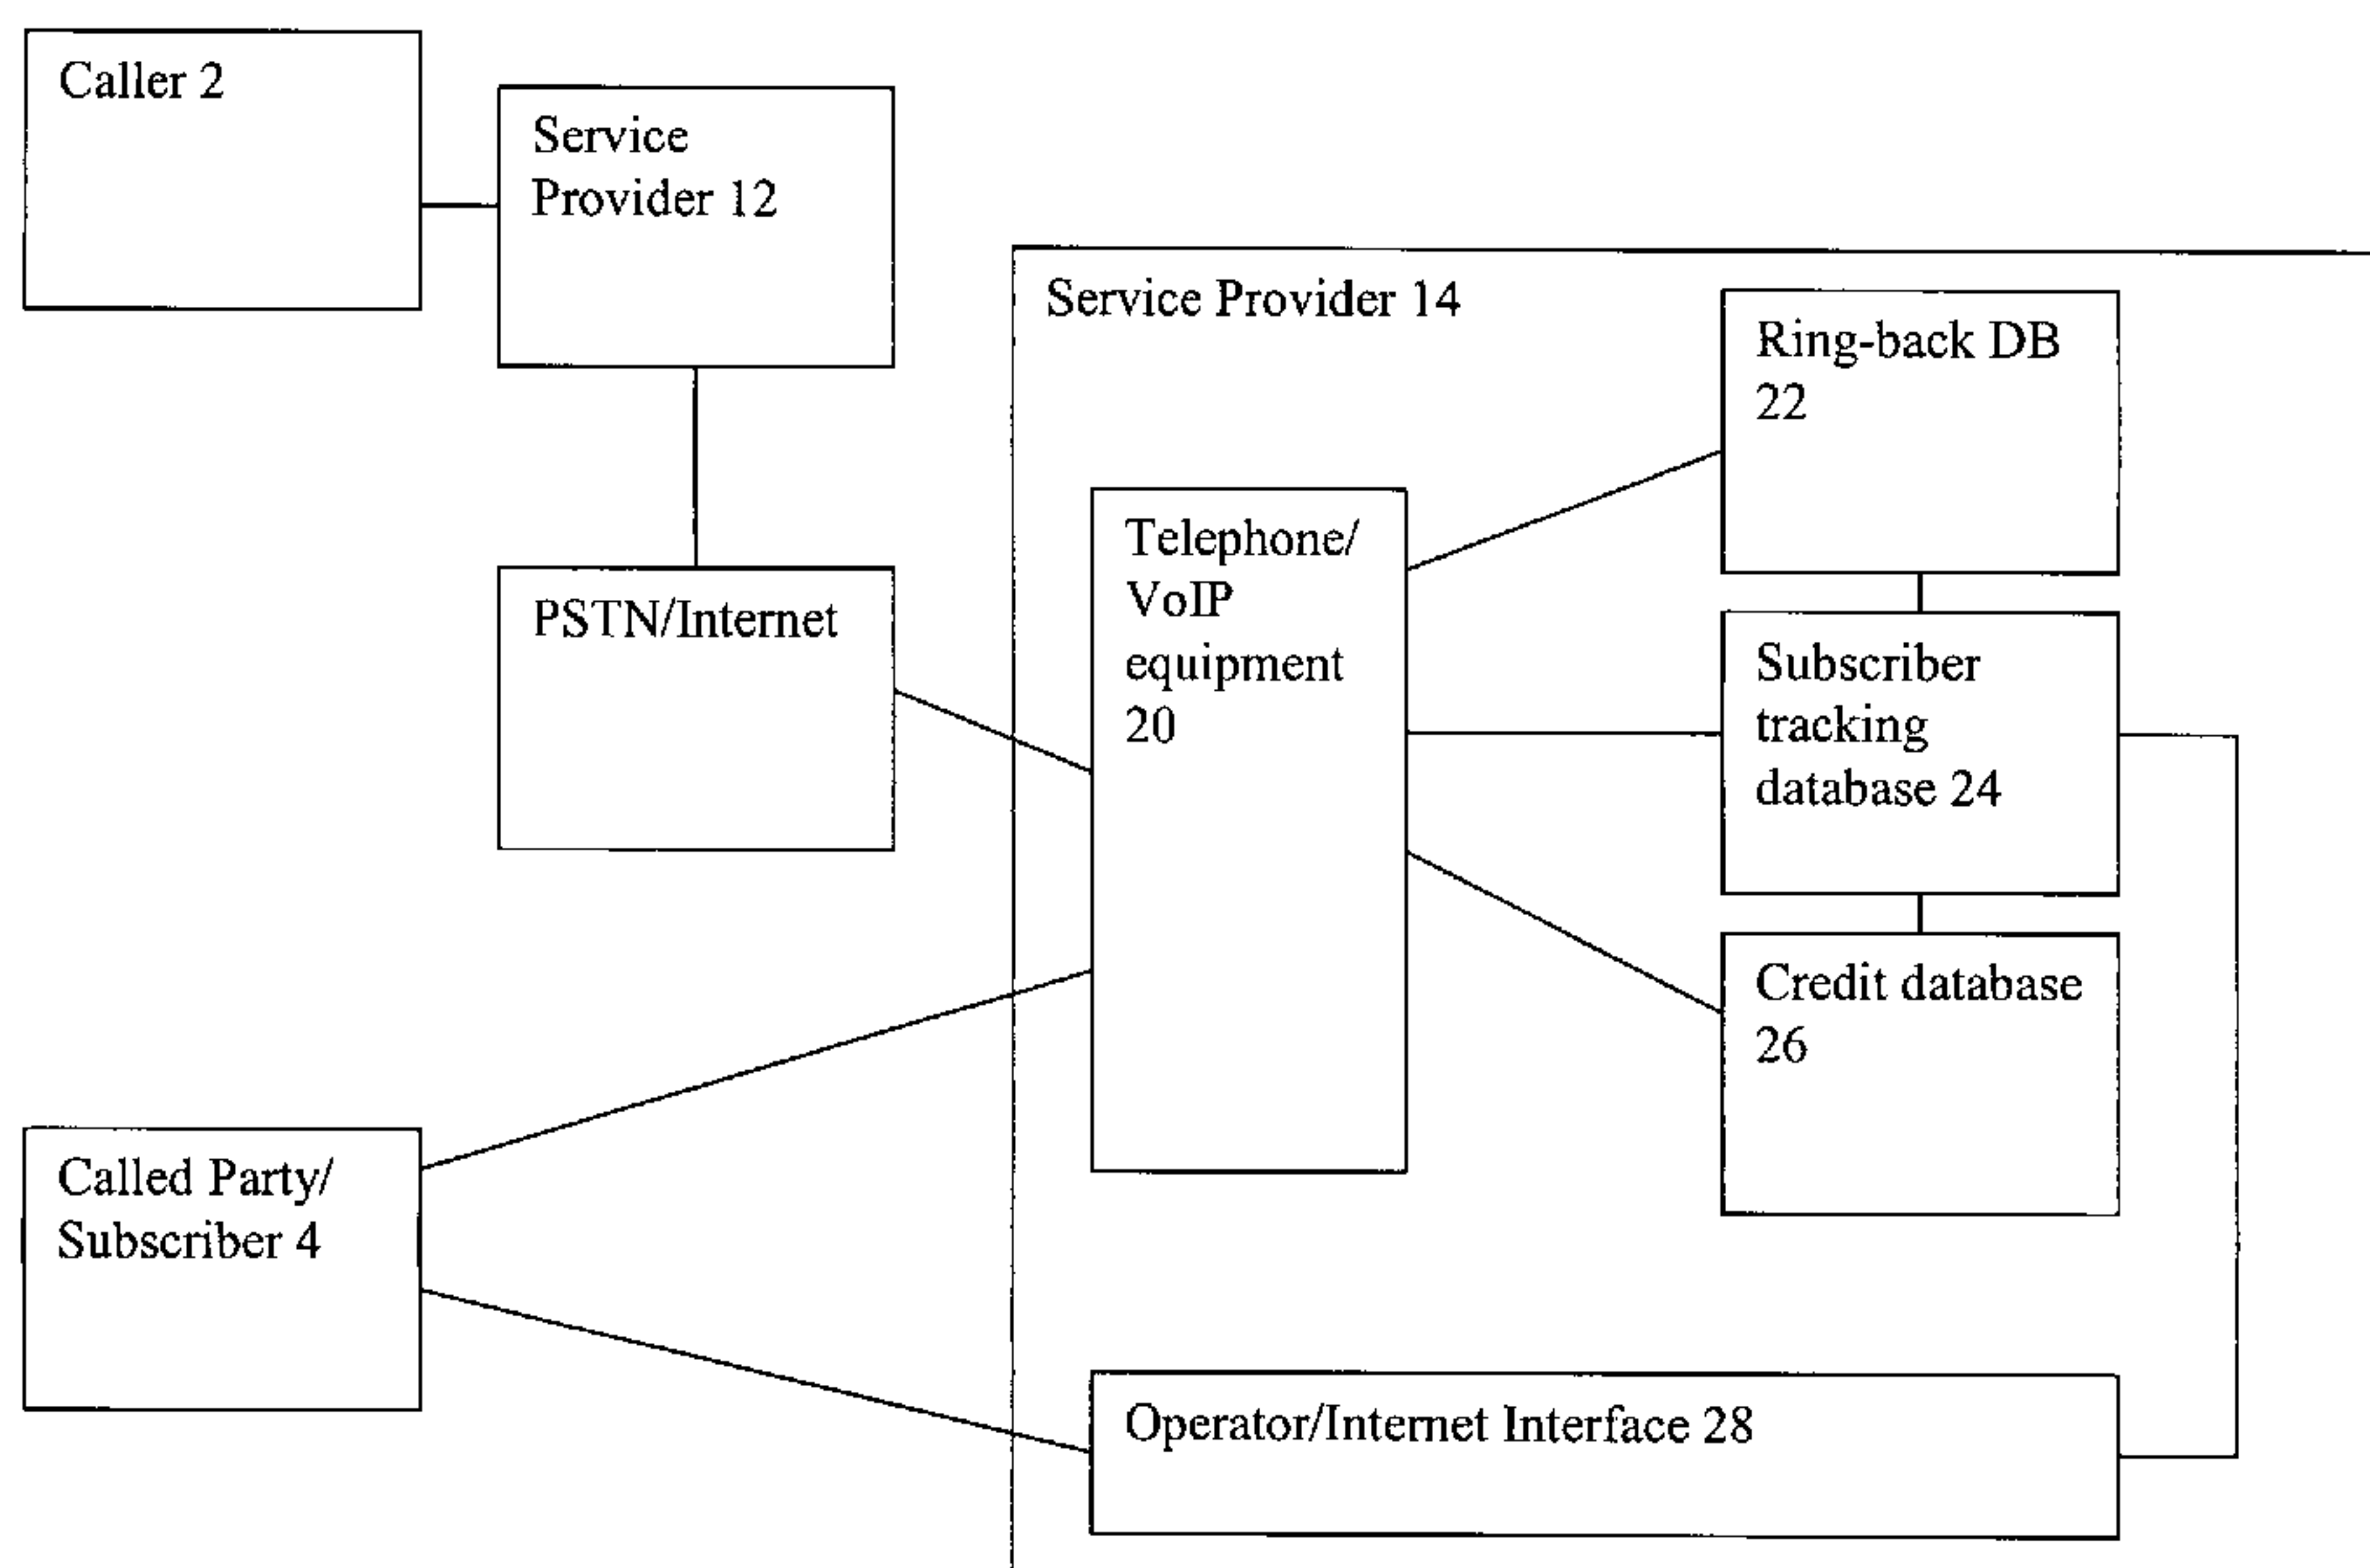 Caller 2
Service
Provider 12
Service Provider 14
Ring-back DB
22
Telephone/
VoIP
equipment
20
PSTN/Internet
Subscriber
tracking
database 24
Credit database
26
Called Party/
Subscriber 4
Operator/Internet Interface 28